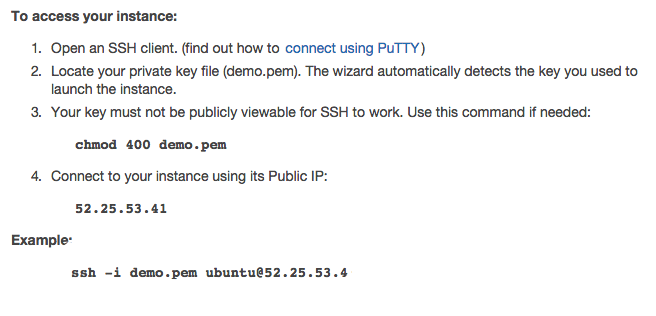 To access your instance:
1. Open an SSH client. (find out how to connect using PuTTY)
2. Locate your private key file (demo.pem). The wizard automatically detects the key you used to
launch the instance.
3. Your key must not be publicly viewable for SSH to work. Use this command if needed:
chmod 400 demo.pem
4. Connect to your instance using its Public IP:
52.25.53.41
Example:
ssh -i demo.pem ubuntu@52.25.53.4